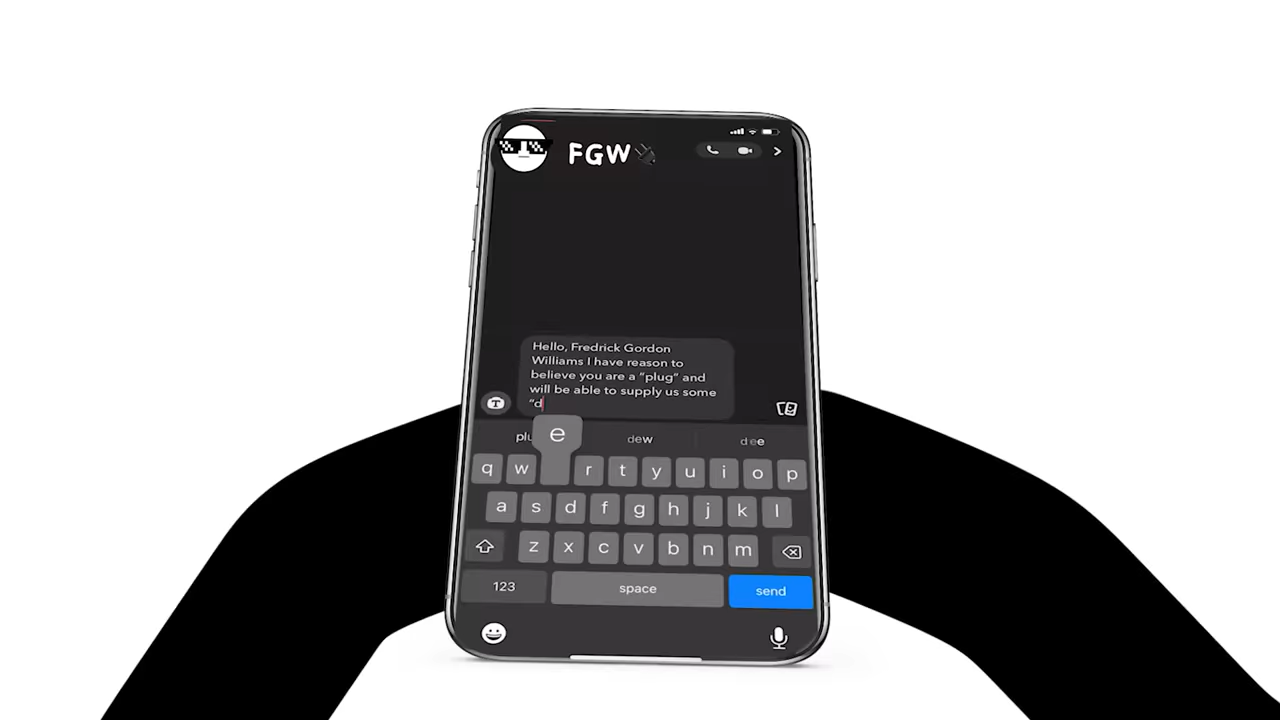 FGW
Hello, Fredrick Gordon
Williams I have reason to
believe you are a "plug" and
will be able to supply us some
"d
T
e
plu dew dee
q w r t y u i o p
a s d f g h j k l
z x c v b n m
123 space send